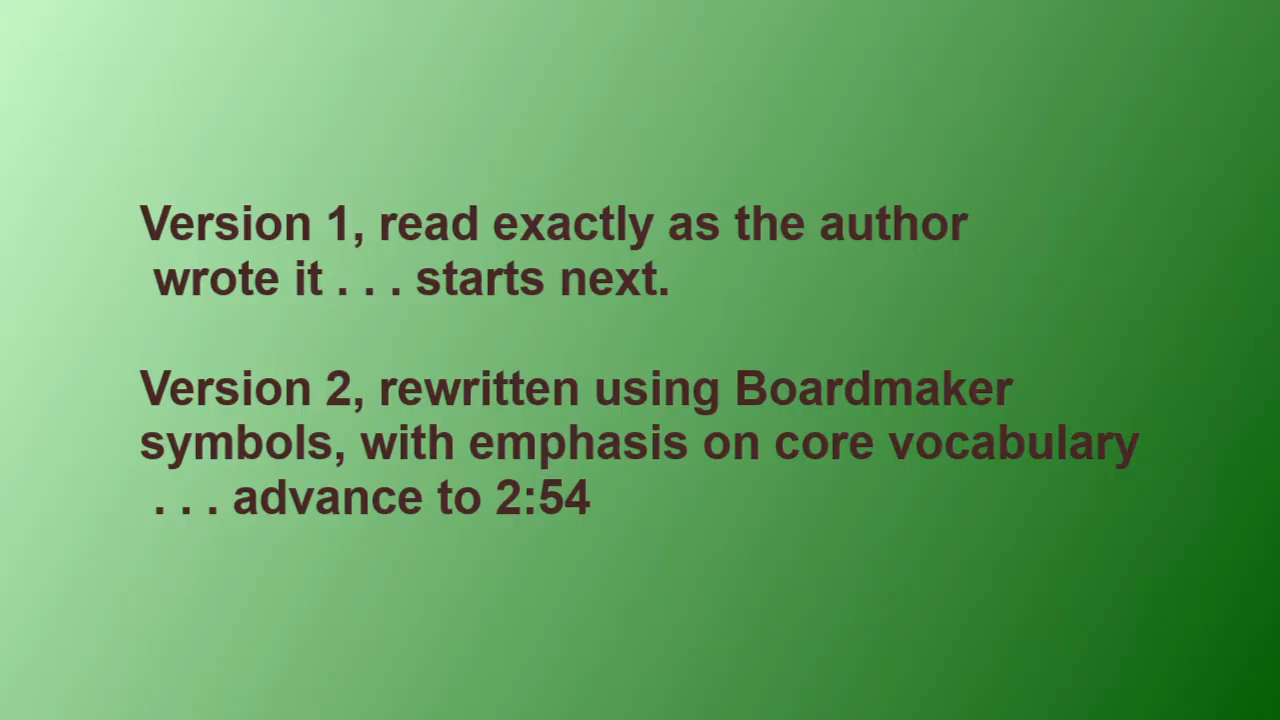 Version 1, read exactly as the author
wrote it . . . starts next.
Version 2, rewritten using Boardmaker
symbols, with emphasis on core vocabulary
. . . advance to 2:54